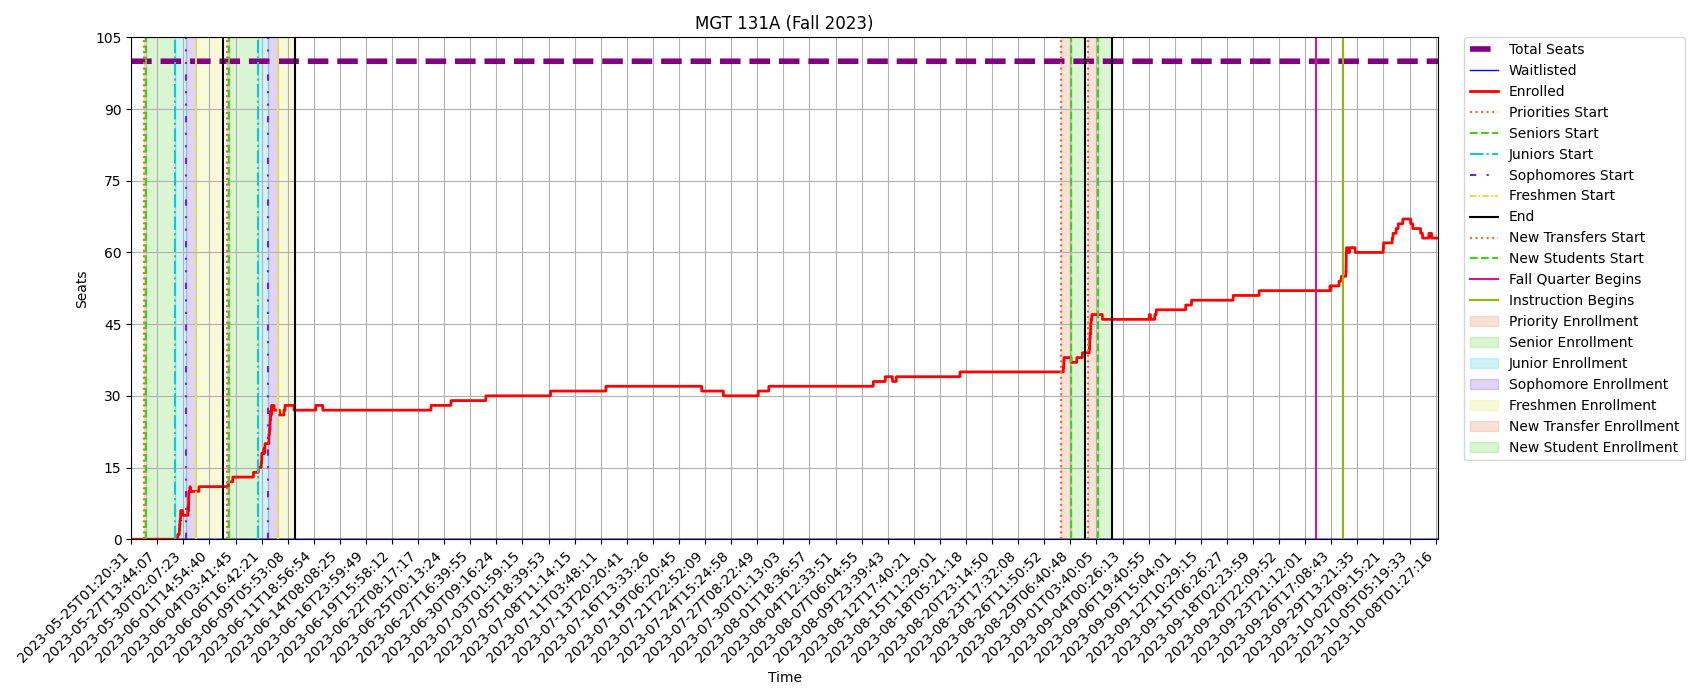 MGT 131A (Fall 2023)
105
90
75
60
45
30
15
0
Seats
2023-05-25T01:20:31
2023-05-27T13:44:07
2023-05-30T02:07:23
2023-06-01T14:54:40
2023-06-04T03:41:45
2023-06-06T16:42:21
2023-06-09T05:53:08
2023-06-11T18:56:54
2023-06-14T08:08:25
2023-06-16T23:59:49
2023-06-19T15:58:12
2023-06-22T08:17:17
2023-06-25T00:13:24
2023-06-27T16:39:55
2023-06-30T09:16:24
2023-07-03T01:59:15
2023-07-05T18:39:53
2023-07-08T11:14:15
2023-07-11T03:48:11
2023-07-13T20:20:41
2023-07-16T13:33:26
2023-07-19T06:20:45
2023-07-21T22:52:09
2023-07-24T15:24:58
2023-07-27T08:22:49
2023-07-30T01:13:03
2023-08-01T18:36:57
2023-08-04T12:33:51
2023-08-07T06:04:55
2023-08-09T23:39:43
2023-08-12T17:40:21
2023-08-15T11:29:01
2023-08-18T05:21:18
2023-08-20T23:14:50
2023-08-23T17:32:08
2023-08-26T11:50:52
2023-08-29T06:40:48
2023-09-01T03:40:05
2023-09-04T00:26:13
2023-09-06T19:40:55
2023-09-09T15:04:01
2023-09-12T10:29:15
2023-09-15T06:26:27
2023-09-18T02:23:59
2023-09-20T22:09:52
2023-09-23T21:12:01
2023-09-26T17:08:43
2023-09-29T13:21:35
2023-10-02T09:15:21
2023-10-05T05:19:33
2023-10-08T01:27:16
Time
Total Seats
Waitlisted
Enrolled
Priorities Start
Seniors Start
Juniors Start
Sophomores Start
Freshmen Start
End
New Transfers Start
New Students Start
Fall Quarter Begins
Instruction Begins
Priority Enrollment
Senior Enrollment
Junior Enrollment
Sophomore Enrollment
Freshmen Enrollment
New Transfer Enrollment
New Student Enrollment